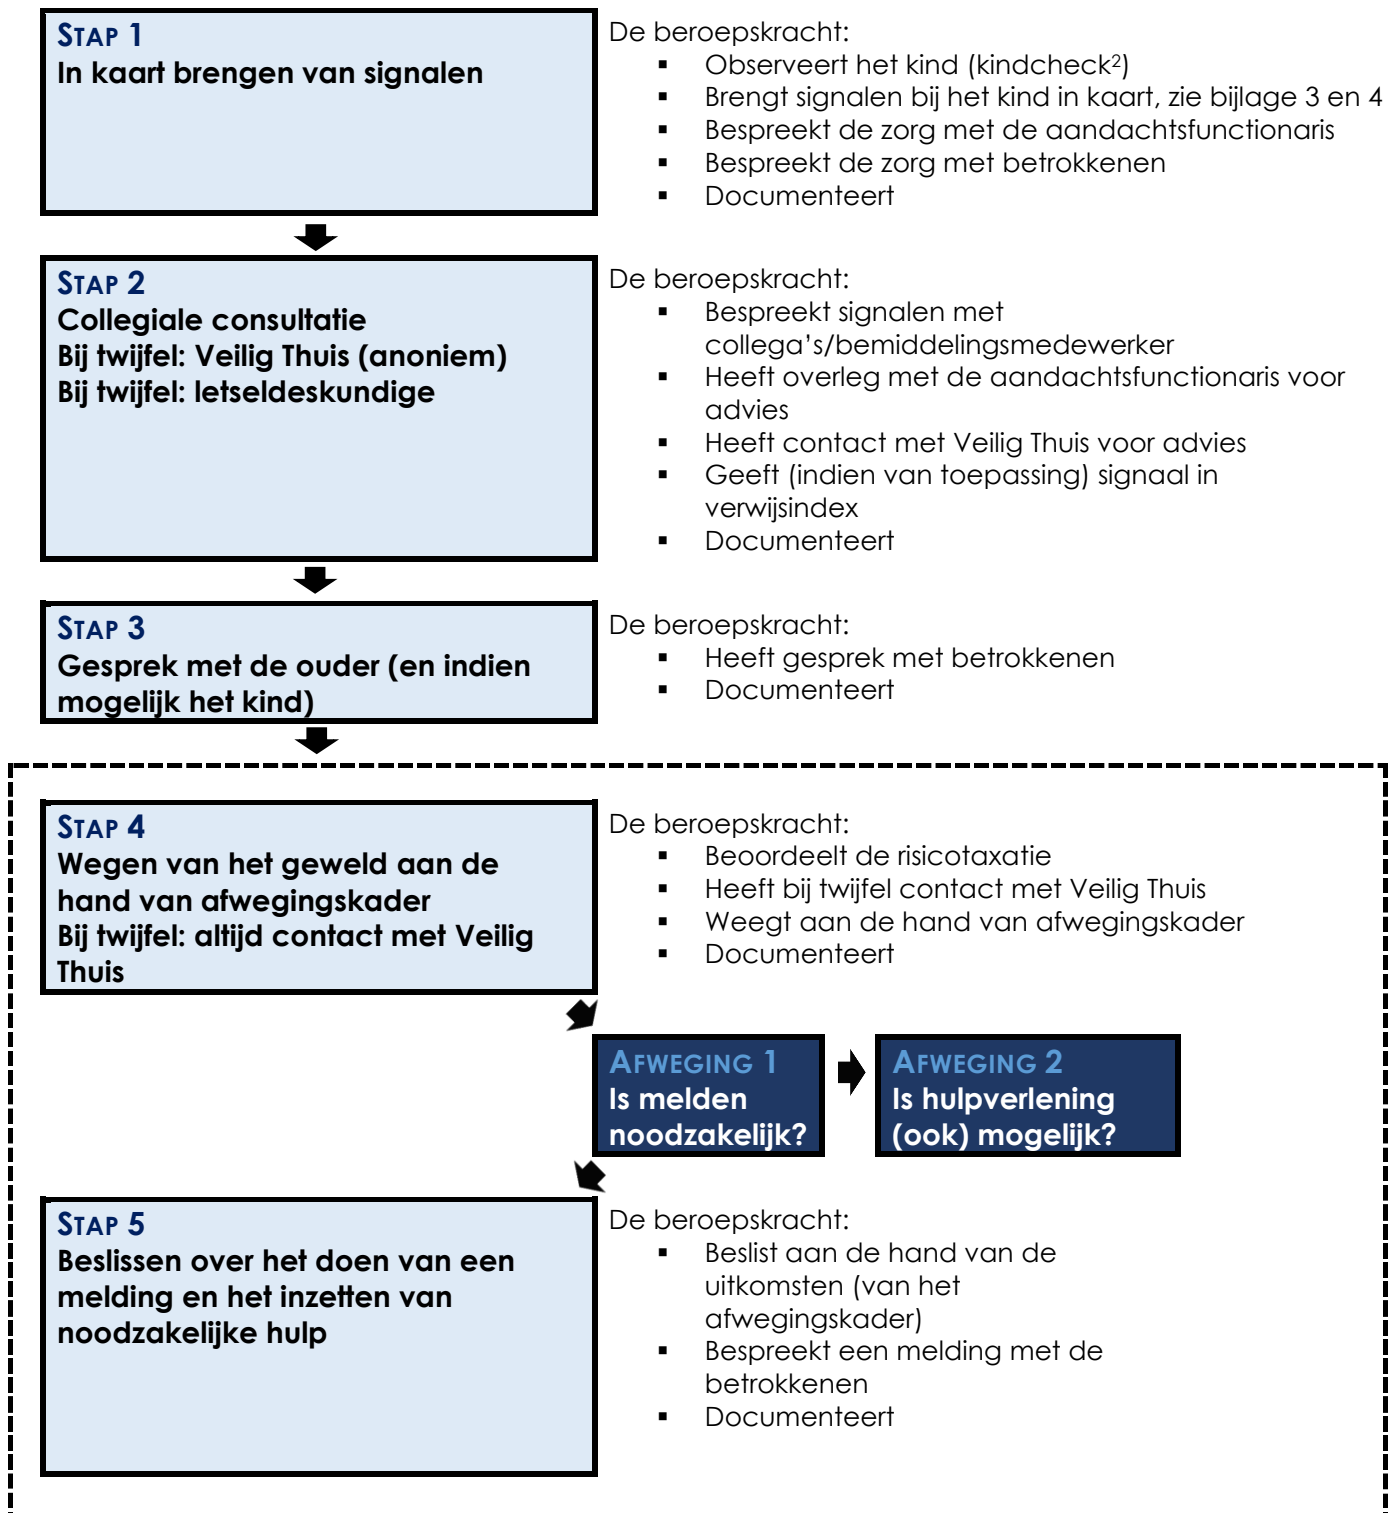 STAP 1
In kaart brengen van signalen
De beroepskracht:
▪ Observeert het kind (kindcheck²)
▪ Brengt signalen bij het kind in kaart, zie bijlage 3 en 4
▪ Bespreekt de zorg met de aandachtsfunctionaris
▪ Bespreekt de zorg met betrokkenen
▪ Documenteert
STAP 2
Collegiale consultatie
Bij twijfel: Veilig Thuis (anoniem)
Bij twijfel: letseldeskundige
De beroepskracht:
▪ Bespreekt signalen met
collega's/bemiddelingsmedewerker
▪ Heeft overleg met de aandachtsfunctionaris voor
advies
▪ Heeft contact met Veilig Thuis voor advies
▪ Geeft (indien van toepassing) signaal in
verwijsindex
▪ Documenteert
STAP 3
Gesprek met de ouder (en indien
mogelijk het kind)
De beroepskracht:
▪ Heeft gesprek met betrokkenen
▪ Documenteert
STAP 4
Wegen van het geweld aan de
hand van afwegingskader
Bij twijfel: altijd contact met Veilig
Thuis
De beroepskracht:
▪ Beoordeelt de risicotaxatie
▪ Heeft bij twijfel contact met Veilig Thuis
▪ Weegt aan de hand van afwegingskader
▪ Documenteert
AFWEGING 1
Is melden
noodzakelijk?
AFWEGING 2
Is hulpverlening
(ook) mogelijk?
STAP 5
Beslissen over het doen van een
melding en het inzetten van
noodzakelijke hulp
De beroepskracht:
▪ Beslist aan de hand van de
uitkomsten (van het
afwegingskader)
▪ Bespreekt een melding met de
betrokkenen
▪ Documenteert